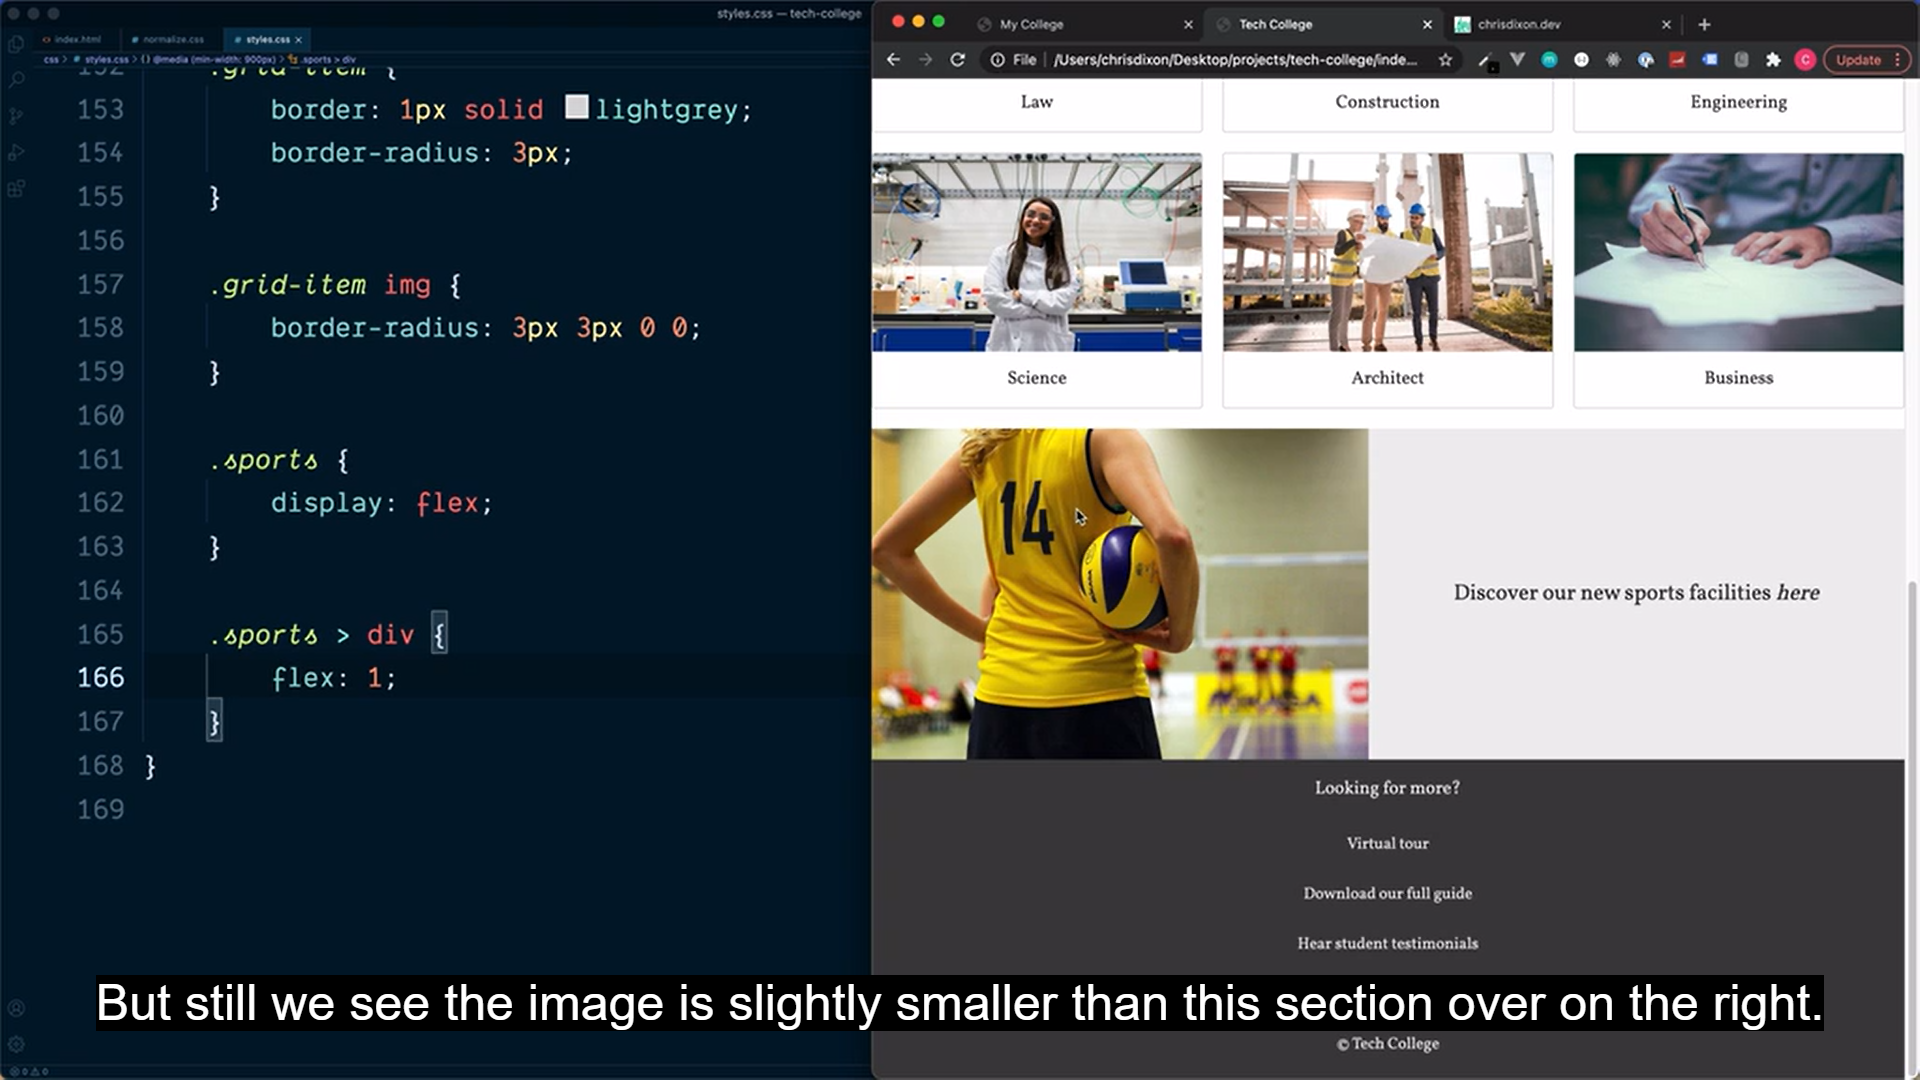 styles.css — tech-college
index.html
normalize.css
styles.css
css > styles.css > {} @media (min-width: 900px) > .sports > div
152 .grid-item {
153 border: 1px solid lightgrey;
154 border-radius: 3px;
155 }
156
157 .grid-item img {
158 border-radius: 3px 3px 0 0;
159 }
160
161 .sports {
162 display: flex;
163 }
164
165 .sports > div {
166 flex: 1;
167 }
168 }
169
My College
Tech College
chrisdixon.dev
File | /Users/chrisdixon/Desktop/projects/tech-college/inde...
C
Update
Law
Construction
Engineering
Science
Architect
Business
14
Discover our new sports facilities here
Looking for more?
Virtual tour
Download our full guide
Hear student testimonials
But still we see the image is slightly smaller than this section over on the right.
© Tech College